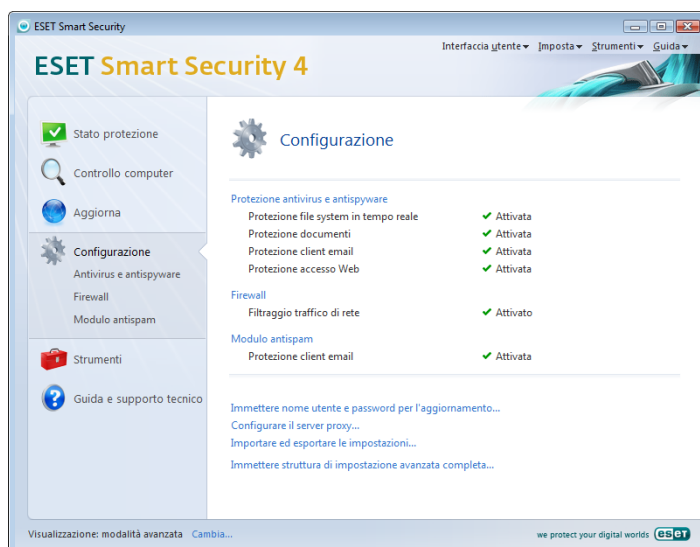 ESET Smart Security
Interfaccia utente Imposta Strumenti Guida
ESET Smart Security 4
Stato protezione
Controllo computer
Aggiorna
Configurazione
Antivirus e antispyware
Firewall
Modulo antispam
Strumenti
Guida e supporto tecnico
Configurazione
Protezione antivirus e antispyware
Protezione file system in tempo reale Attivata
Protezione documenti Attivata
Protezione client email Attivata
Protezione accesso Web Attivata
Firewall
Filtraggio traffico di rete Attivato
Modulo antispam
Protezione client email Attivata
Immettere nome utente e password per l'aggiornamento...
Configurare il server proxy...
Importare ed esportare le impostazioni...
Immettere struttura di impostazione avanzata completa...
Visualizzazione: modalità avanzata Cambia...
we protect your digital worlds eset